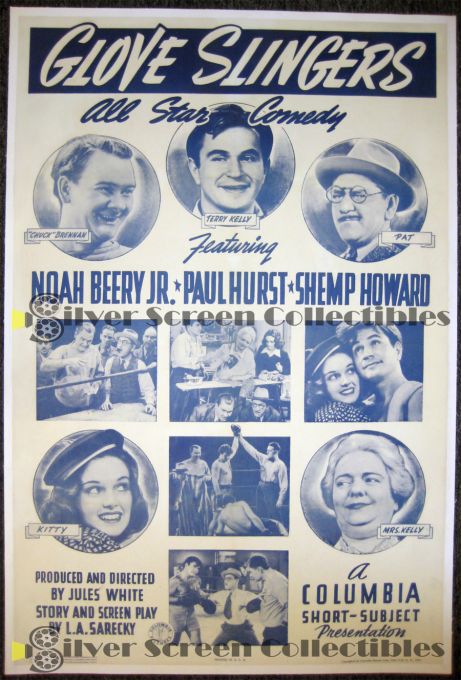 GLOVE SLINGERS
All Star Comedy
"CHUCK" BRENNAN
TERRY KELLY
"PAT"
Featuring
NOAH BEERY JR. ★ PAUL HURST ★ SHEMP HOWARD
Silver Screen Collectibles
KITTY
MRS. KELLY
PRODUCED AND DIRECTED
BY JULES WHITE
STORY AND SCREEN PLAY
BY L.A. SARECKY
A
COLUMBIA
SHORT-SUBJECT
Presentation
Silver Screen Collectibles